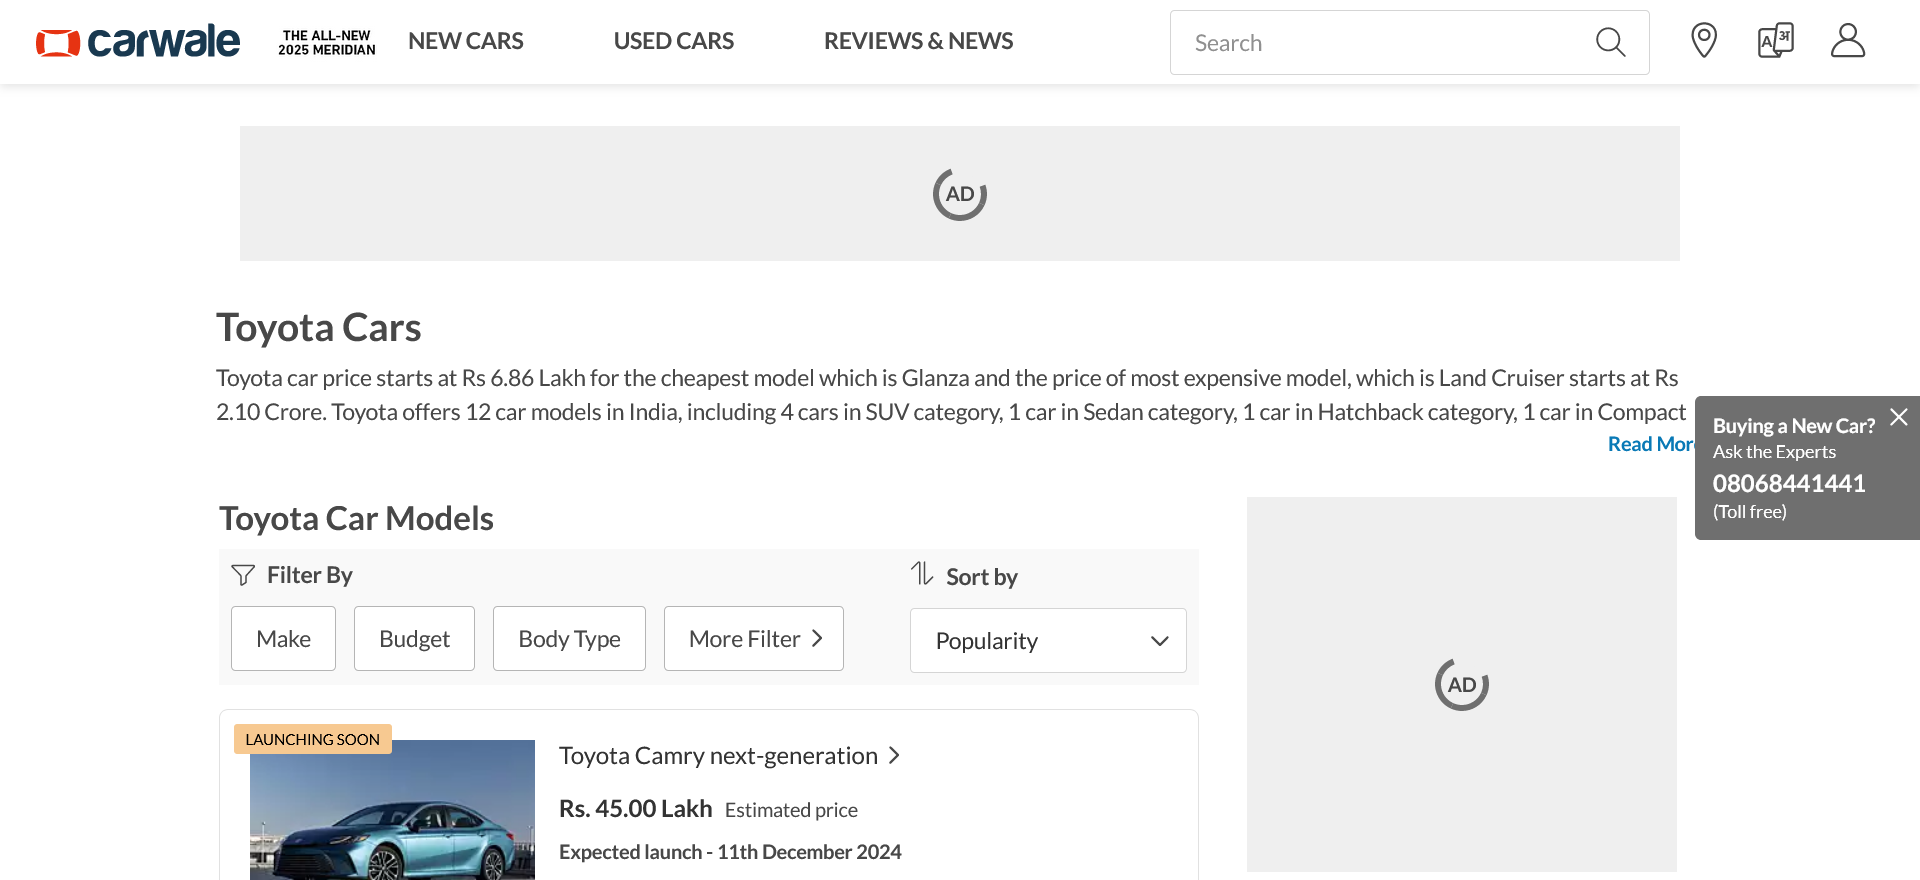 carwale
THE ALL-NEW
2025 MERIDIAN
NEW CARS
USED CARS
REVIEWS & NEWS
Search
A अ
AD
Toyota Cars
Toyota car price starts at Rs 6.86 Lakh for the cheapest model which is Glanza and the price of most expensive model, which is Land Cruiser starts at Rs
2.10 Crore. Toyota offers 12 car models in India, including 4 cars in SUV category, 1 car in Sedan category, 1 car in Hatchback category, 1 car in Compact
Read More
Buying a New Car?
Ask the Experts
08068441441
(Toll free)
Toyota Car Models
Filter By
Sort by
Make
Budget
Body Type
More Filter
Popularity
AD
LAUNCHING SOON
Toyota Camry next-generation
Rs. 45.00 Lakh Estimated price
Expected launch - 11th December 2024